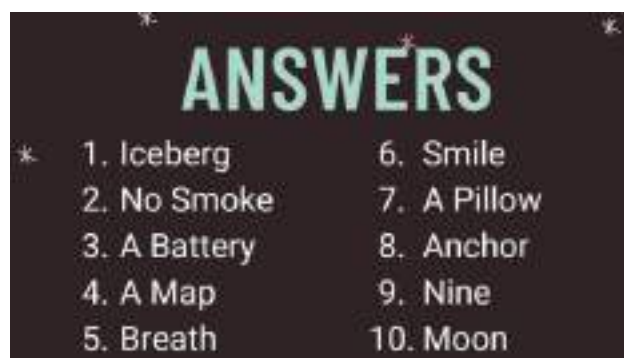 ANSWERS
1. Iceberg
2. No Smoke
3. A Battery
4. A Map
5. Breath
6. Smile
7. A Pillow
8. Anchor
9. Nine
10. Moon